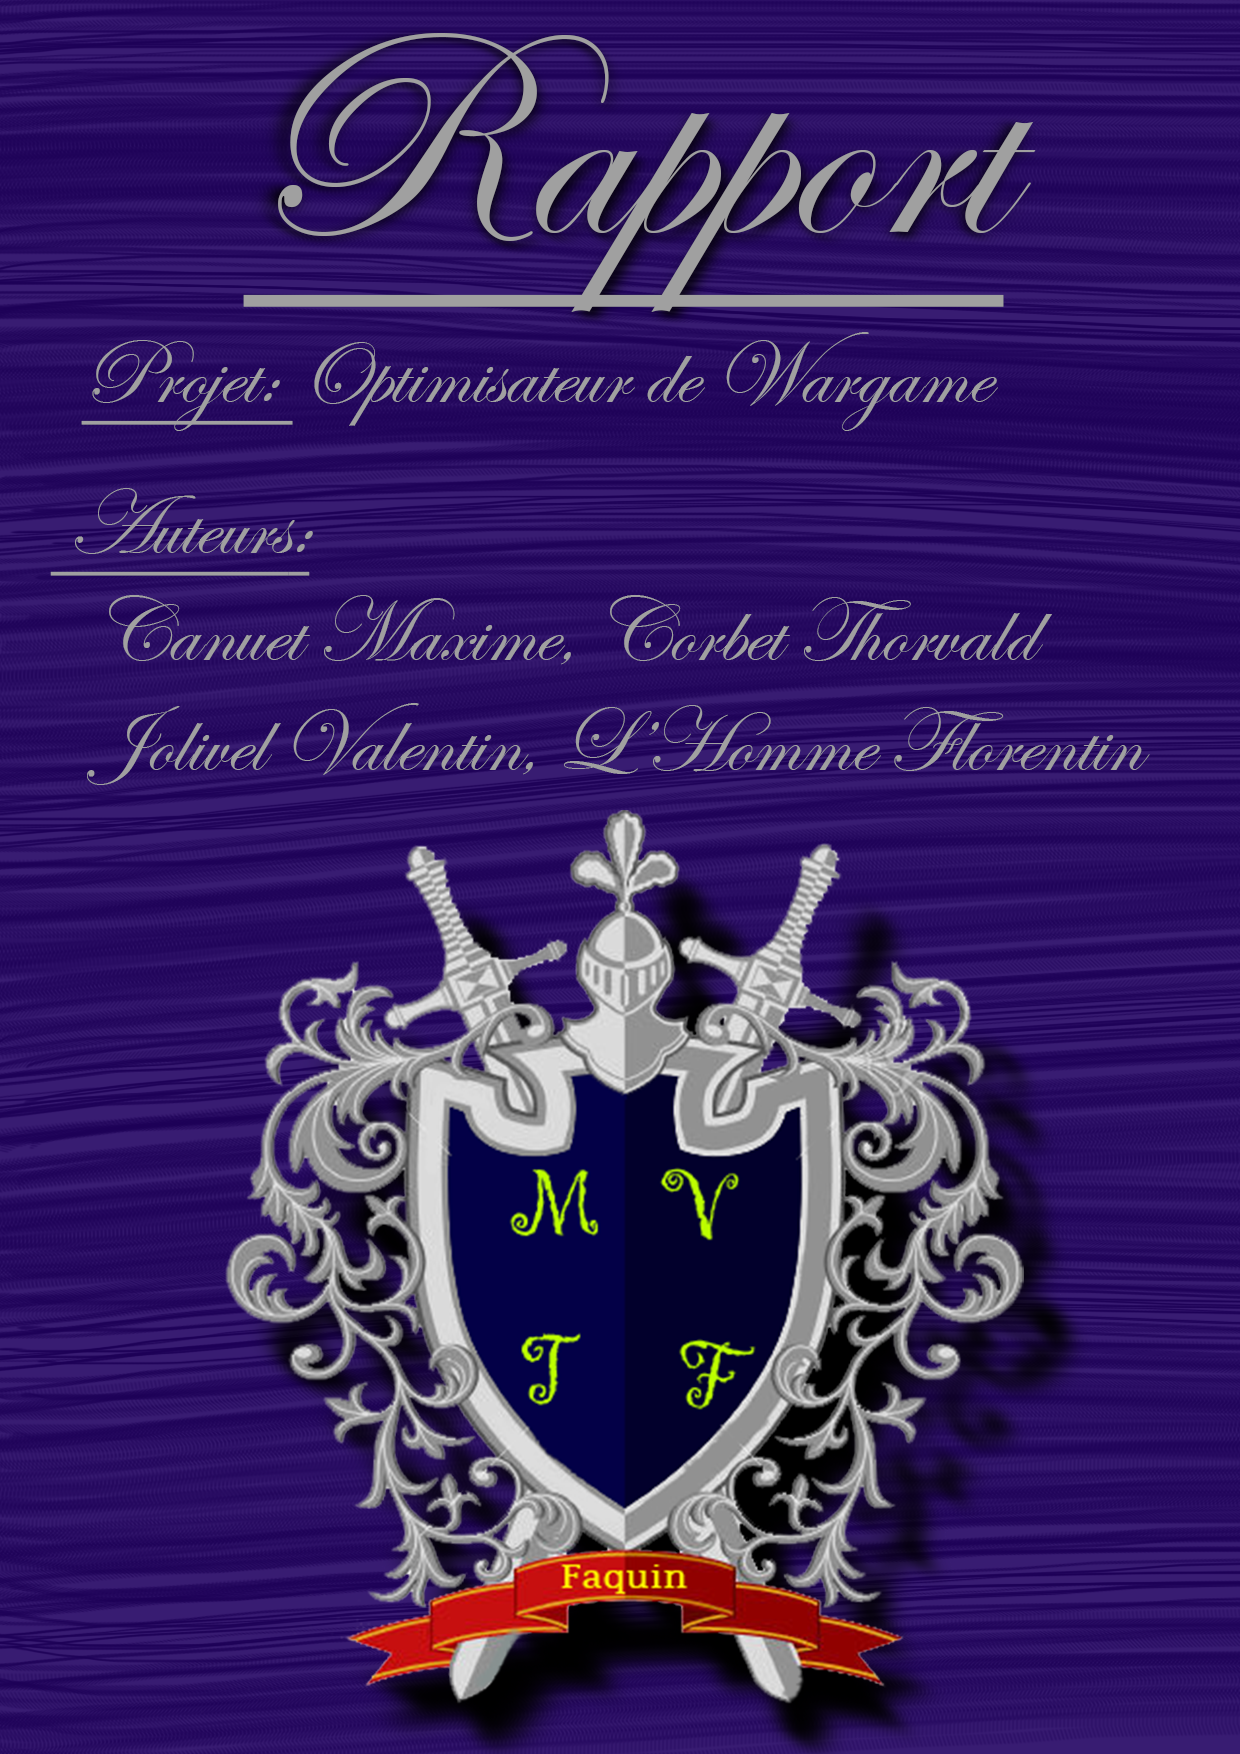 Rapport
Projet: Optimisateur de Wargame
Auteurs:
Canuet Maxime, Corbet Thorvald
Jolivel Valentin, L'Homme Florentin
M V
T F
Faquin